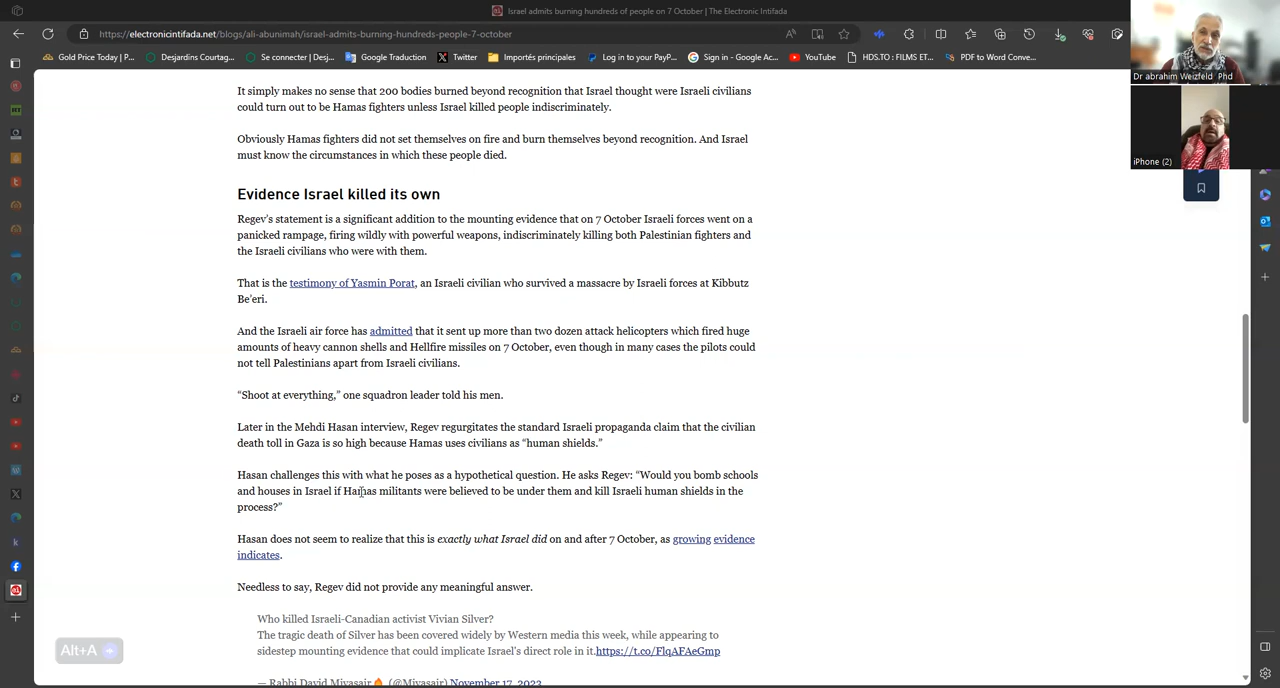 Israel admits burning hundreds of people on 7 October | The Electronic Intifada
https://electronicintifada.net/blogs/ali-abunimah/israel-admits-burning-hundreds-people-7-october
Gold Price Today | P...
Desjardins Courtag...
Se connecter | Desj...
Google Traduction
Twitter
Importés principales
Log in to your PayP...
Sign in - Google Ac...
YouTube
HDS.TO : FILMS ET...
PDF to Word Conve...
Dr abrahim Weizfeld Phd
iPhone (2)
It simply makes no sense that 200 bodies burned beyond recognition that Israel thought were Israeli civilians
could turn out to be Hamas fighters unless Israel killed people indiscriminately.
Obviously Hamas fighters did not set themselves on fire and burn themselves beyond recognition. And Israel
must know the circumstances in which these people died.
Evidence Israel killed its own
Regev's statement is a significant addition to the mounting evidence that on 7 October Israeli forces went on a
panicked rampage, firing wildly with powerful weapons, indiscriminately killing both Palestinian fighters and
the Israeli civilians who were with them.
That is the testimony of Yasmin Porat, an Israeli civilian who survived a massacre by Israeli forces at Kibbutz
Be'eri.
And the Israeli air force has admitted that it sent up more than two dozen attack helicopters which fired huge
amounts of heavy cannon shells and Hellfire missiles on 7 October, even though in many cases the pilots could
not tell Palestinians apart from Israeli civilians.
“Shoot at everything,” one squadron leader told his men.
Later in the Mehdi Hasan interview, Regev regurgitates the standard Israeli propaganda claim that the civilian
death toll in Gaza is so high because Hamas uses civilians as “human shields.”
Hasan challenges this with what he poses as a hypothetical question. He asks Regev: “Would you bomb schools
and houses in Israel if Hamas militants were believed to be under them and kill Israeli human shields in the
process?”
Hasan does not seem to realize that this is exactly what Israel did on and after 7 October, as growing evidence
indicates.
Needless to say, Regev did not provide any meaningful answer.
Who killed Israeli-Canadian activist Vivian Silver?
The tragic death of Silver has been covered widely by Western media this week, while appearing to
sidestep mounting evidence that could implicate Israel's direct role in it.https://t.co/FlqAFAeGmp
— Rabbi David Mivasair (@Mivasair) November 17, 2023
Alt+A